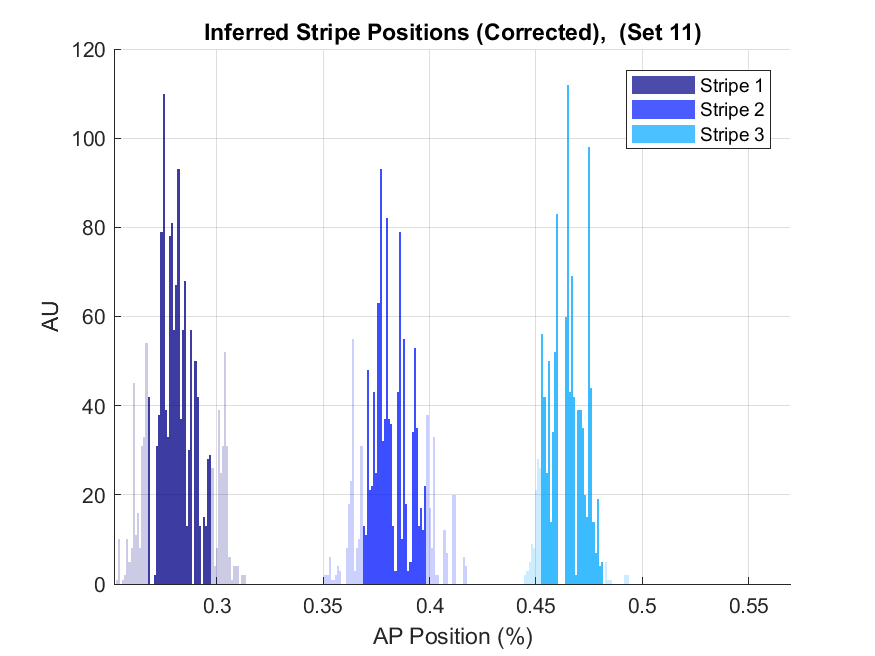 Inferred Stripe Positions (Corrected),  (Set 11)
120
100
80
60
40
20
0
AU
Stripe 1
Stripe 2
Stripe 3
0.3
0.35
0.4
0.45
0.5
0.55
AP Position (%)